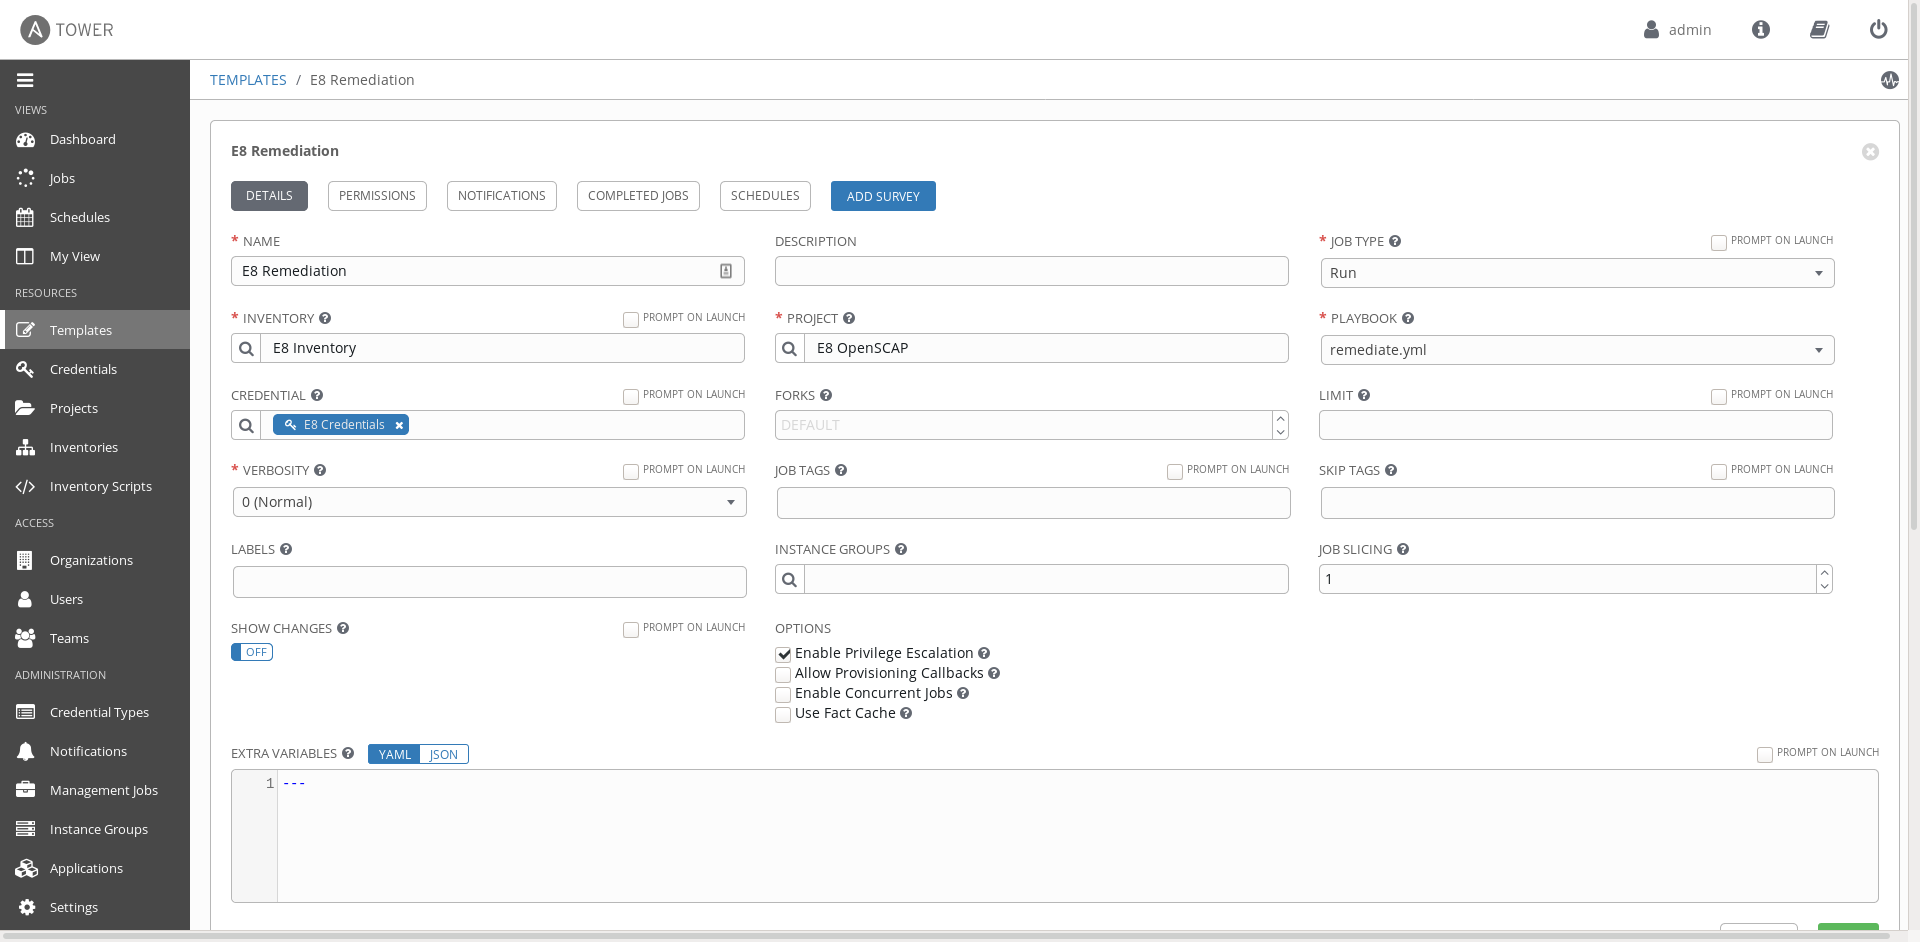 TOWER
admin
VIEWS
Dashboard
Jobs
Schedules
My View
RESOURCES
Templates
Credentials
Projects
Inventories
Inventory Scripts
ACCESS
Organizations
Users
Teams
ADMINISTRATION
Credential Types
Notifications
Management Jobs
Instance Groups
Applications
Settings
TEMPLATES / E8 Remediation
E8 Remediation
DETAILS PERMISSIONS NOTIFICATIONS COMPLETED JOBS SCHEDULES ADD SURVEY
* NAME
E8 Remediation
DESCRIPTION
* JOB TYPE
PROMPT ON LAUNCH
Run
* INVENTORY
PROMPT ON LAUNCH
E8 Inventory
* PROJECT
E8 OpenSCAP
* PLAYBOOK
remediate.yml
CREDENTIAL
PROMPT ON LAUNCH
E8 Credentials
FORKS
DEFAULT
LIMIT
PROMPT ON LAUNCH
* VERBOSITY
PROMPT ON LAUNCH
0 (Normal)
JOB TAGS
PROMPT ON LAUNCH
SKIP TAGS
PROMPT ON LAUNCH
LABELS
INSTANCE GROUPS
JOB SLICING
1
SHOW CHANGES
PROMPT ON LAUNCH
OFF
OPTIONS
Enable Privilege Escalation
Allow Provisioning Callbacks
Enable Concurrent Jobs
Use Fact Cache
EXTRA VARIABLES YAML JSON
PROMPT ON LAUNCH
1 ---